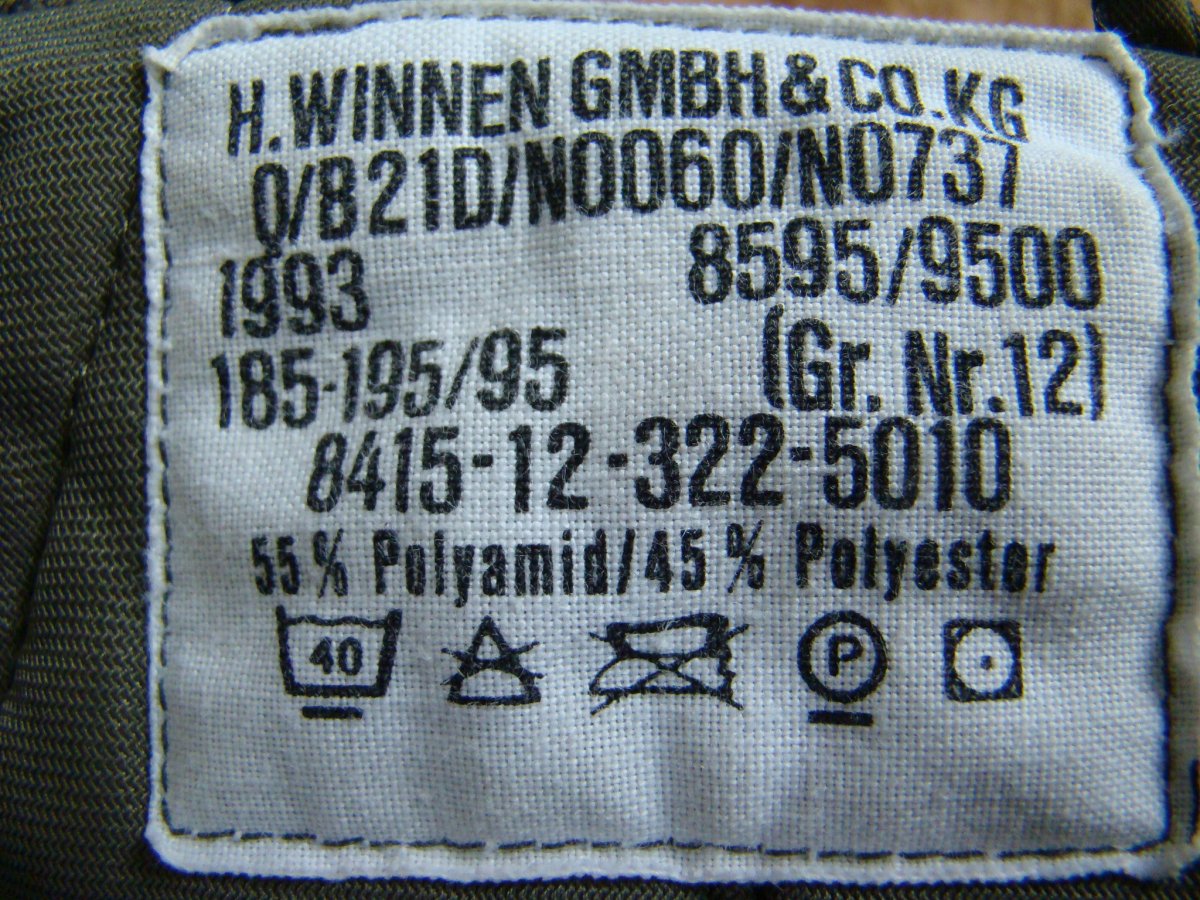 H.WINNEN GMBH & CO.KG
Q/B21D/N0060/N0737
1993 8595/9500
185-195/95 (Gr. Nr.12)
8415-12-322-5010
55% Polyamid/45% Polyester
40 P